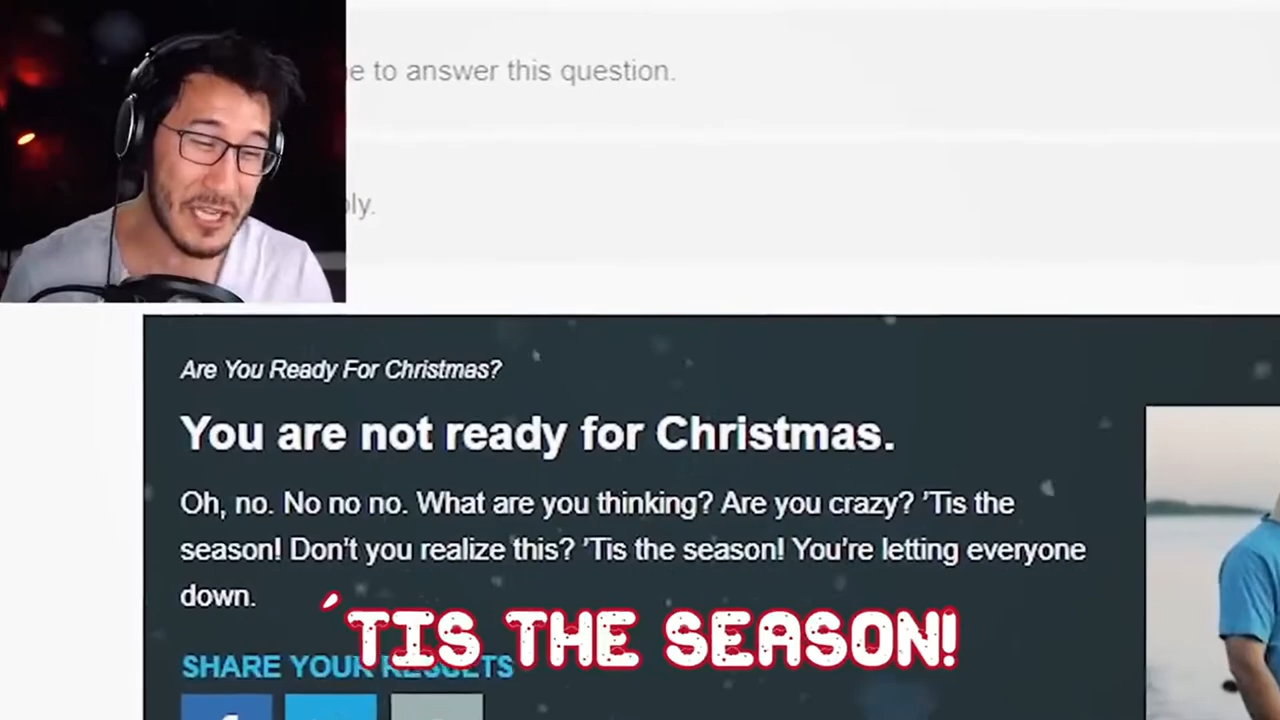 to answer this question.
Are You Ready For Christmas?
You are not ready for Christmas.
Oh, no. No no no. What are you thinking? Are you crazy? ’Tis the
season! Don’t you realize this? ’Tis the season! You’re letting everyone
down.
´TIS THE SEASON!
SHARE YOUR RESULTS